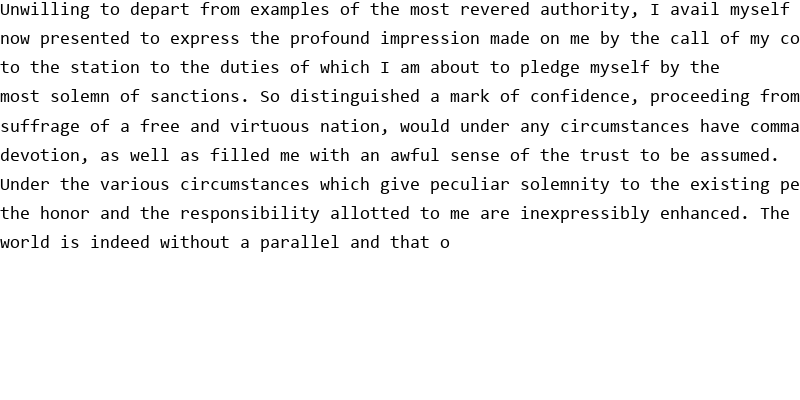 Unwilling to depart from examples of the most revered authority, I avail myself
now presented to express the profound impression made on me by the call of my co
to the station to the duties of which I am about to pledge myself by the
most solemn of sanctions. So distinguished a mark of confidence, proceeding from
suffrage of a free and virtuous nation, would under any circumstances have comma
devotion, as well as filled me with an awful sense of the trust to be assumed.
Under the various circumstances which give peculiar solemnity to the existing pe
the honor and the responsibility allotted to me are inexpressibly enhanced. The
world is indeed without a parallel and that o